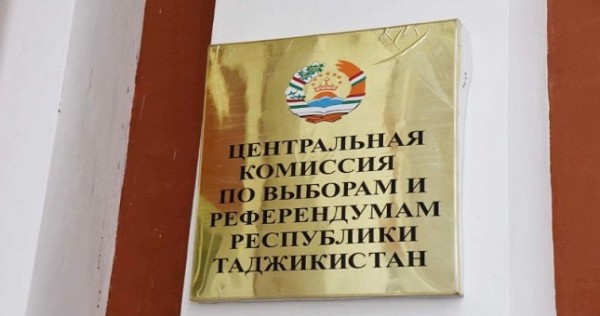 ЦЕНТРАЛЬНАЯ
КОМИССИЯ
ПО ВЫБОРАМ И
РЕФЕРЕНДУМАМ
РЕСПУБЛИКИ
ТАДЖИКИСТАН